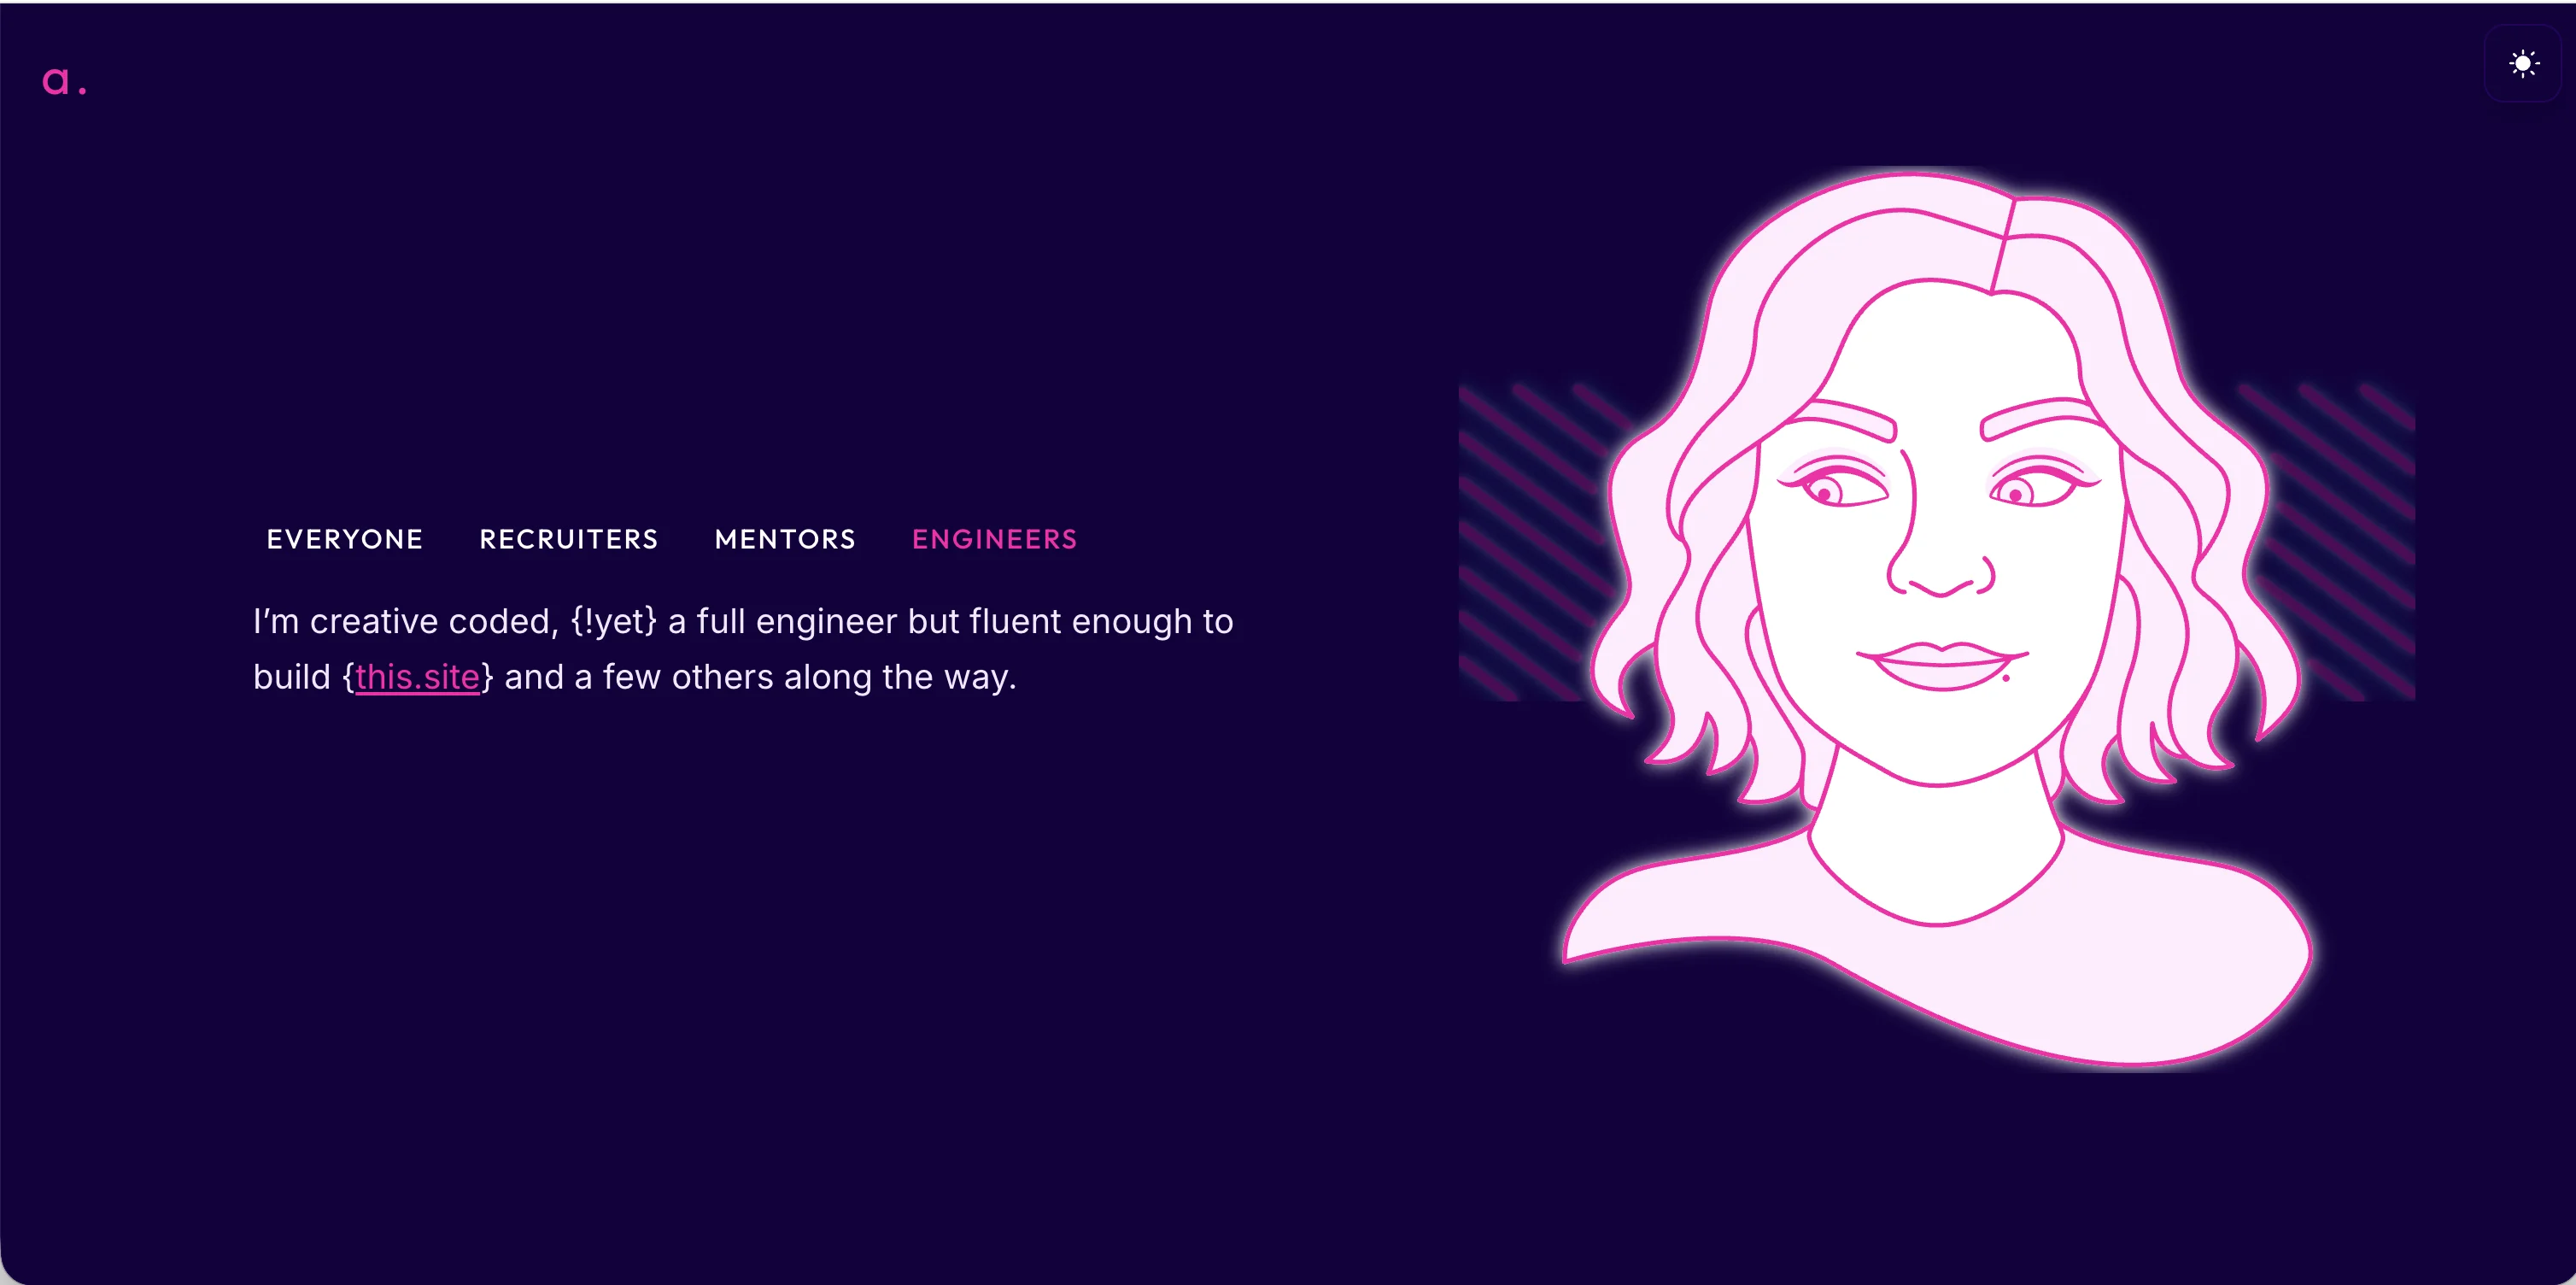 a.
EVERYONE RECRUITERS MENTORS ENGINEERS
I’m creative coded, {!yet} a full engineer but fluent enough to
build {this.site} and a few others along the way.